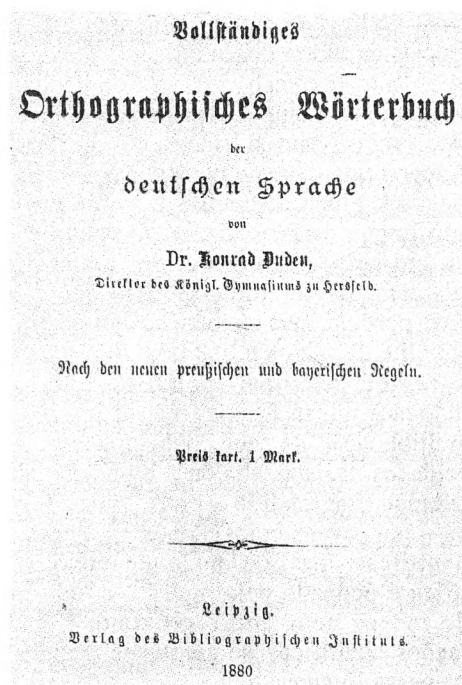 Vollständiges
Orthographisches Wörterbuch
der
deutschen Sprache
von
Dr. Konrad Duden,
Direktor des Königl. Gymnasiums zu Hersfeld.
Nach den neuen preußischen und bayerischen Regeln.
Preis kart. 1 Mark.
Leipzig.
Verlag des Bibliographischen Instituts.
1880